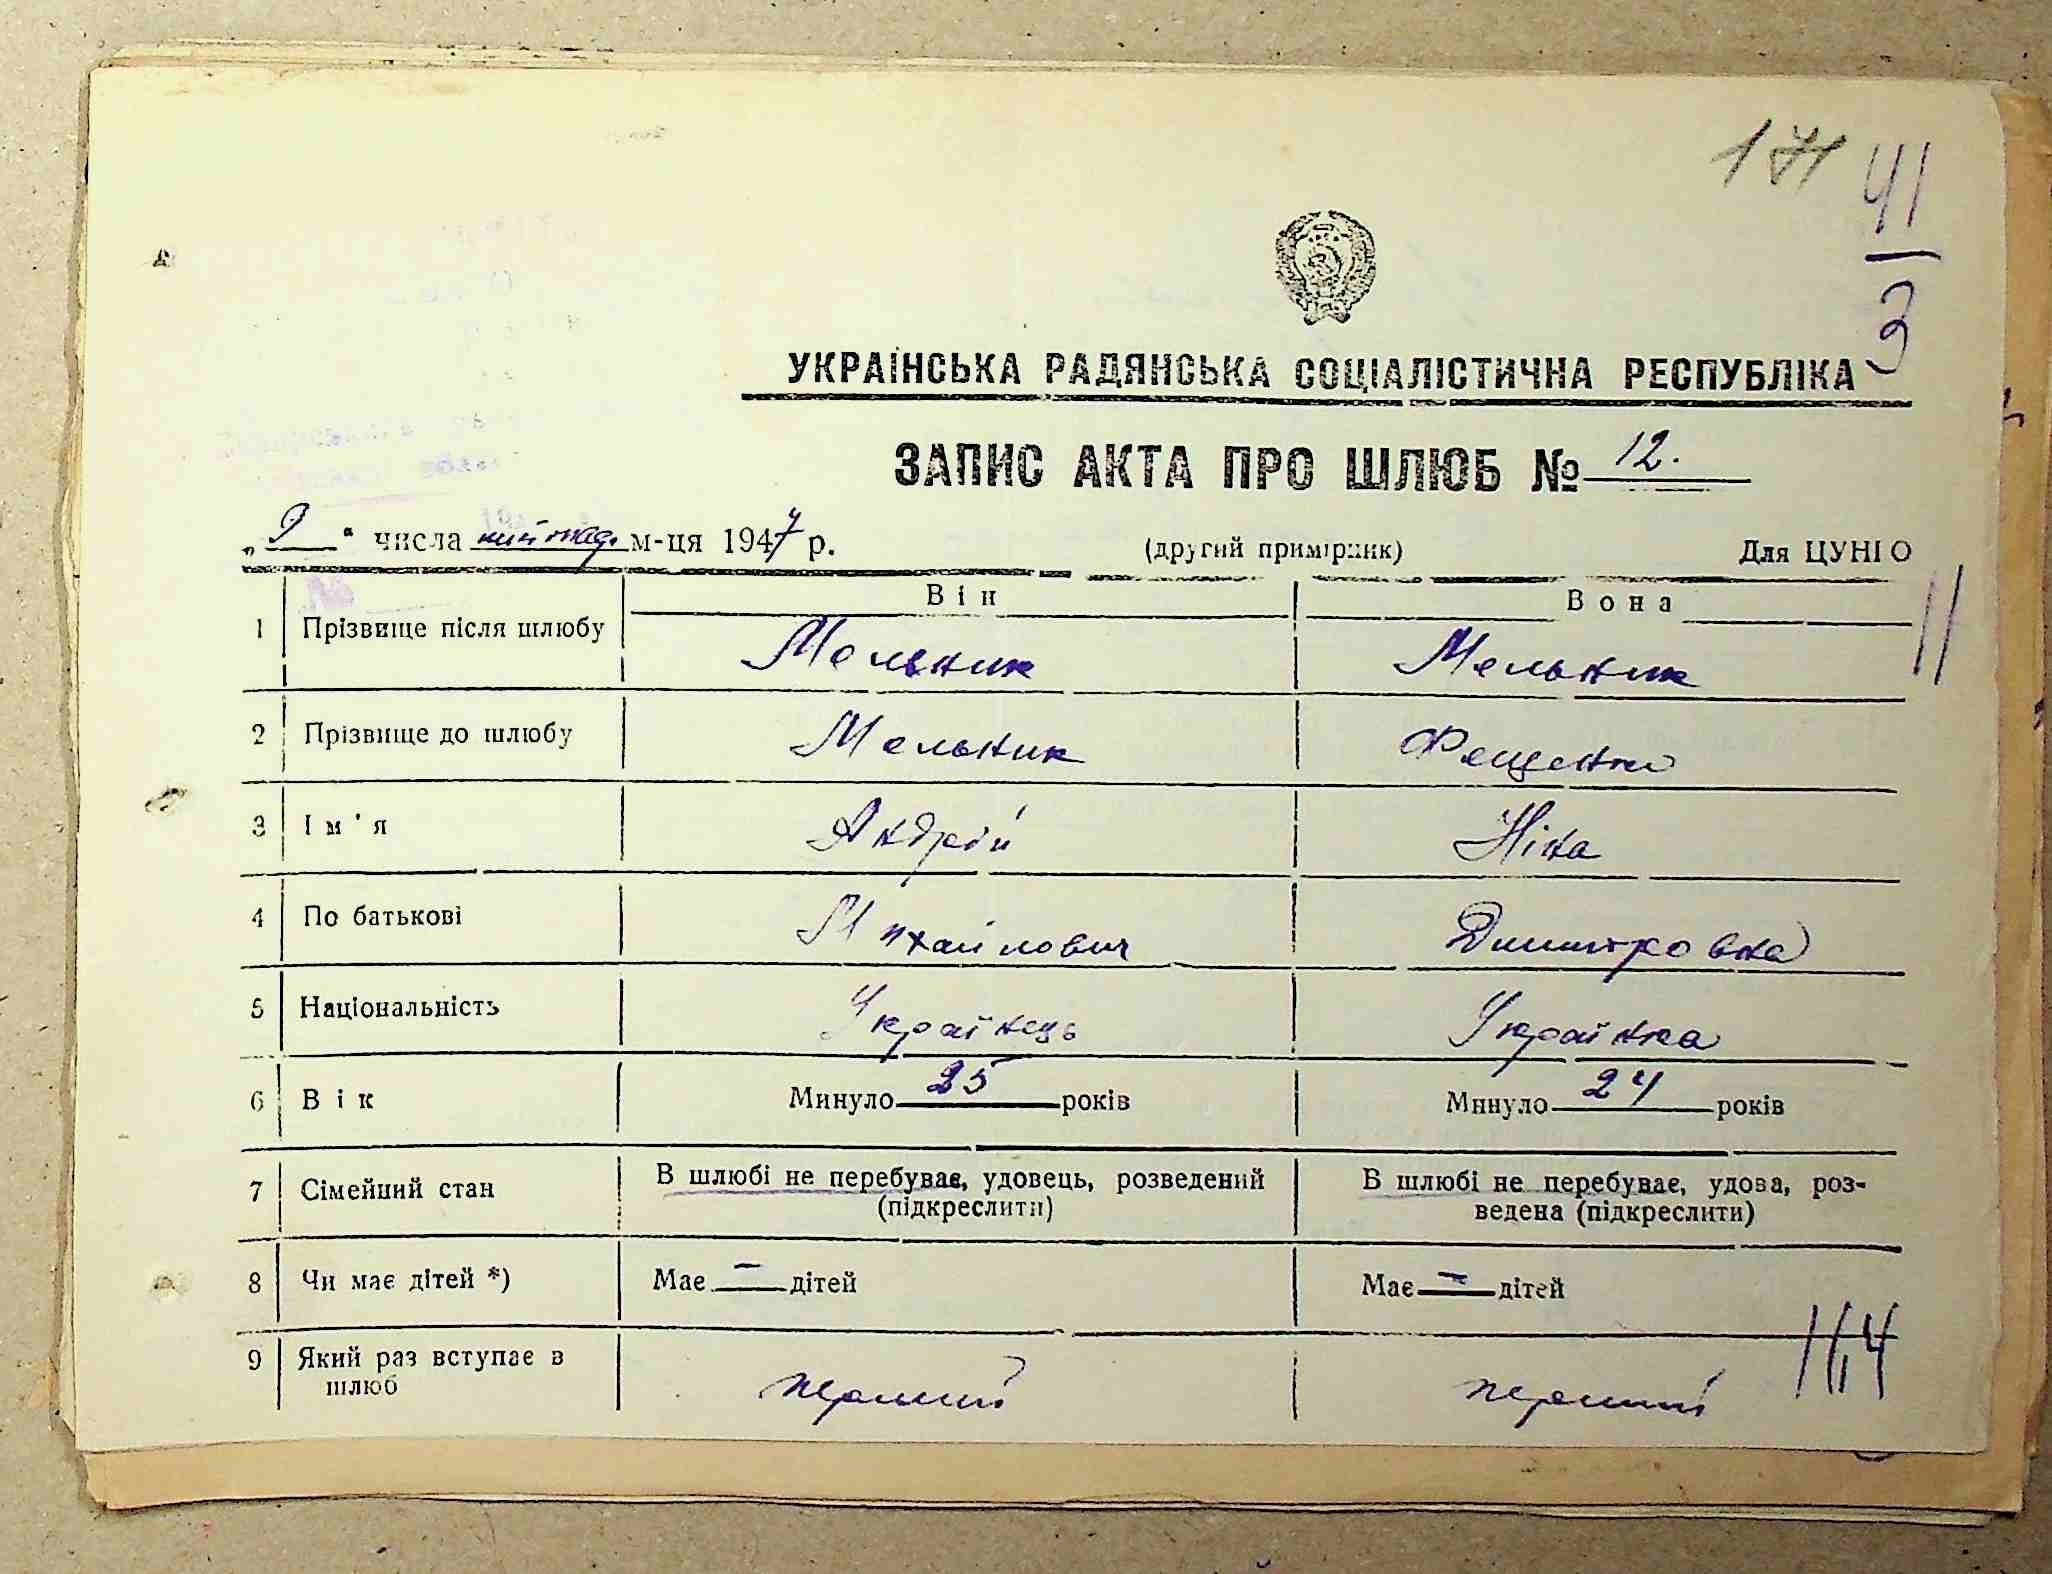 171 41
3
УКРАЇНСЬКА РАДЯНСЬКА СОЦІАЛІСТИЧНА РЕСПУБЛІКА
ЗАПИС АКТА ПРО ШЛЮБ № 12.
„ 9 “ числа м-ця 1947 р. (другий примірник) Для ЦУНГО
Він Вона
1 Прізвище після шлюбу Мельник Мельник
2 Прізвище до шлюбу Мельник Фещенко
3 Ім'я Андрій Ніна
4 По батькові Михайлович Димитровна
5 Національність Українець Українка
6 Вік Минуло 25 років Минуло 24 років
7 Сімейний стан В шлюбі не перебуває, удовець, розведений В шлюбі не перебуває, удова, роз-
(підкреслити) ведена (підкреслити)
8 Чи має дітей *) Має — дітей Має — дітей
9 Який раз вступає в
шлюб перший перший